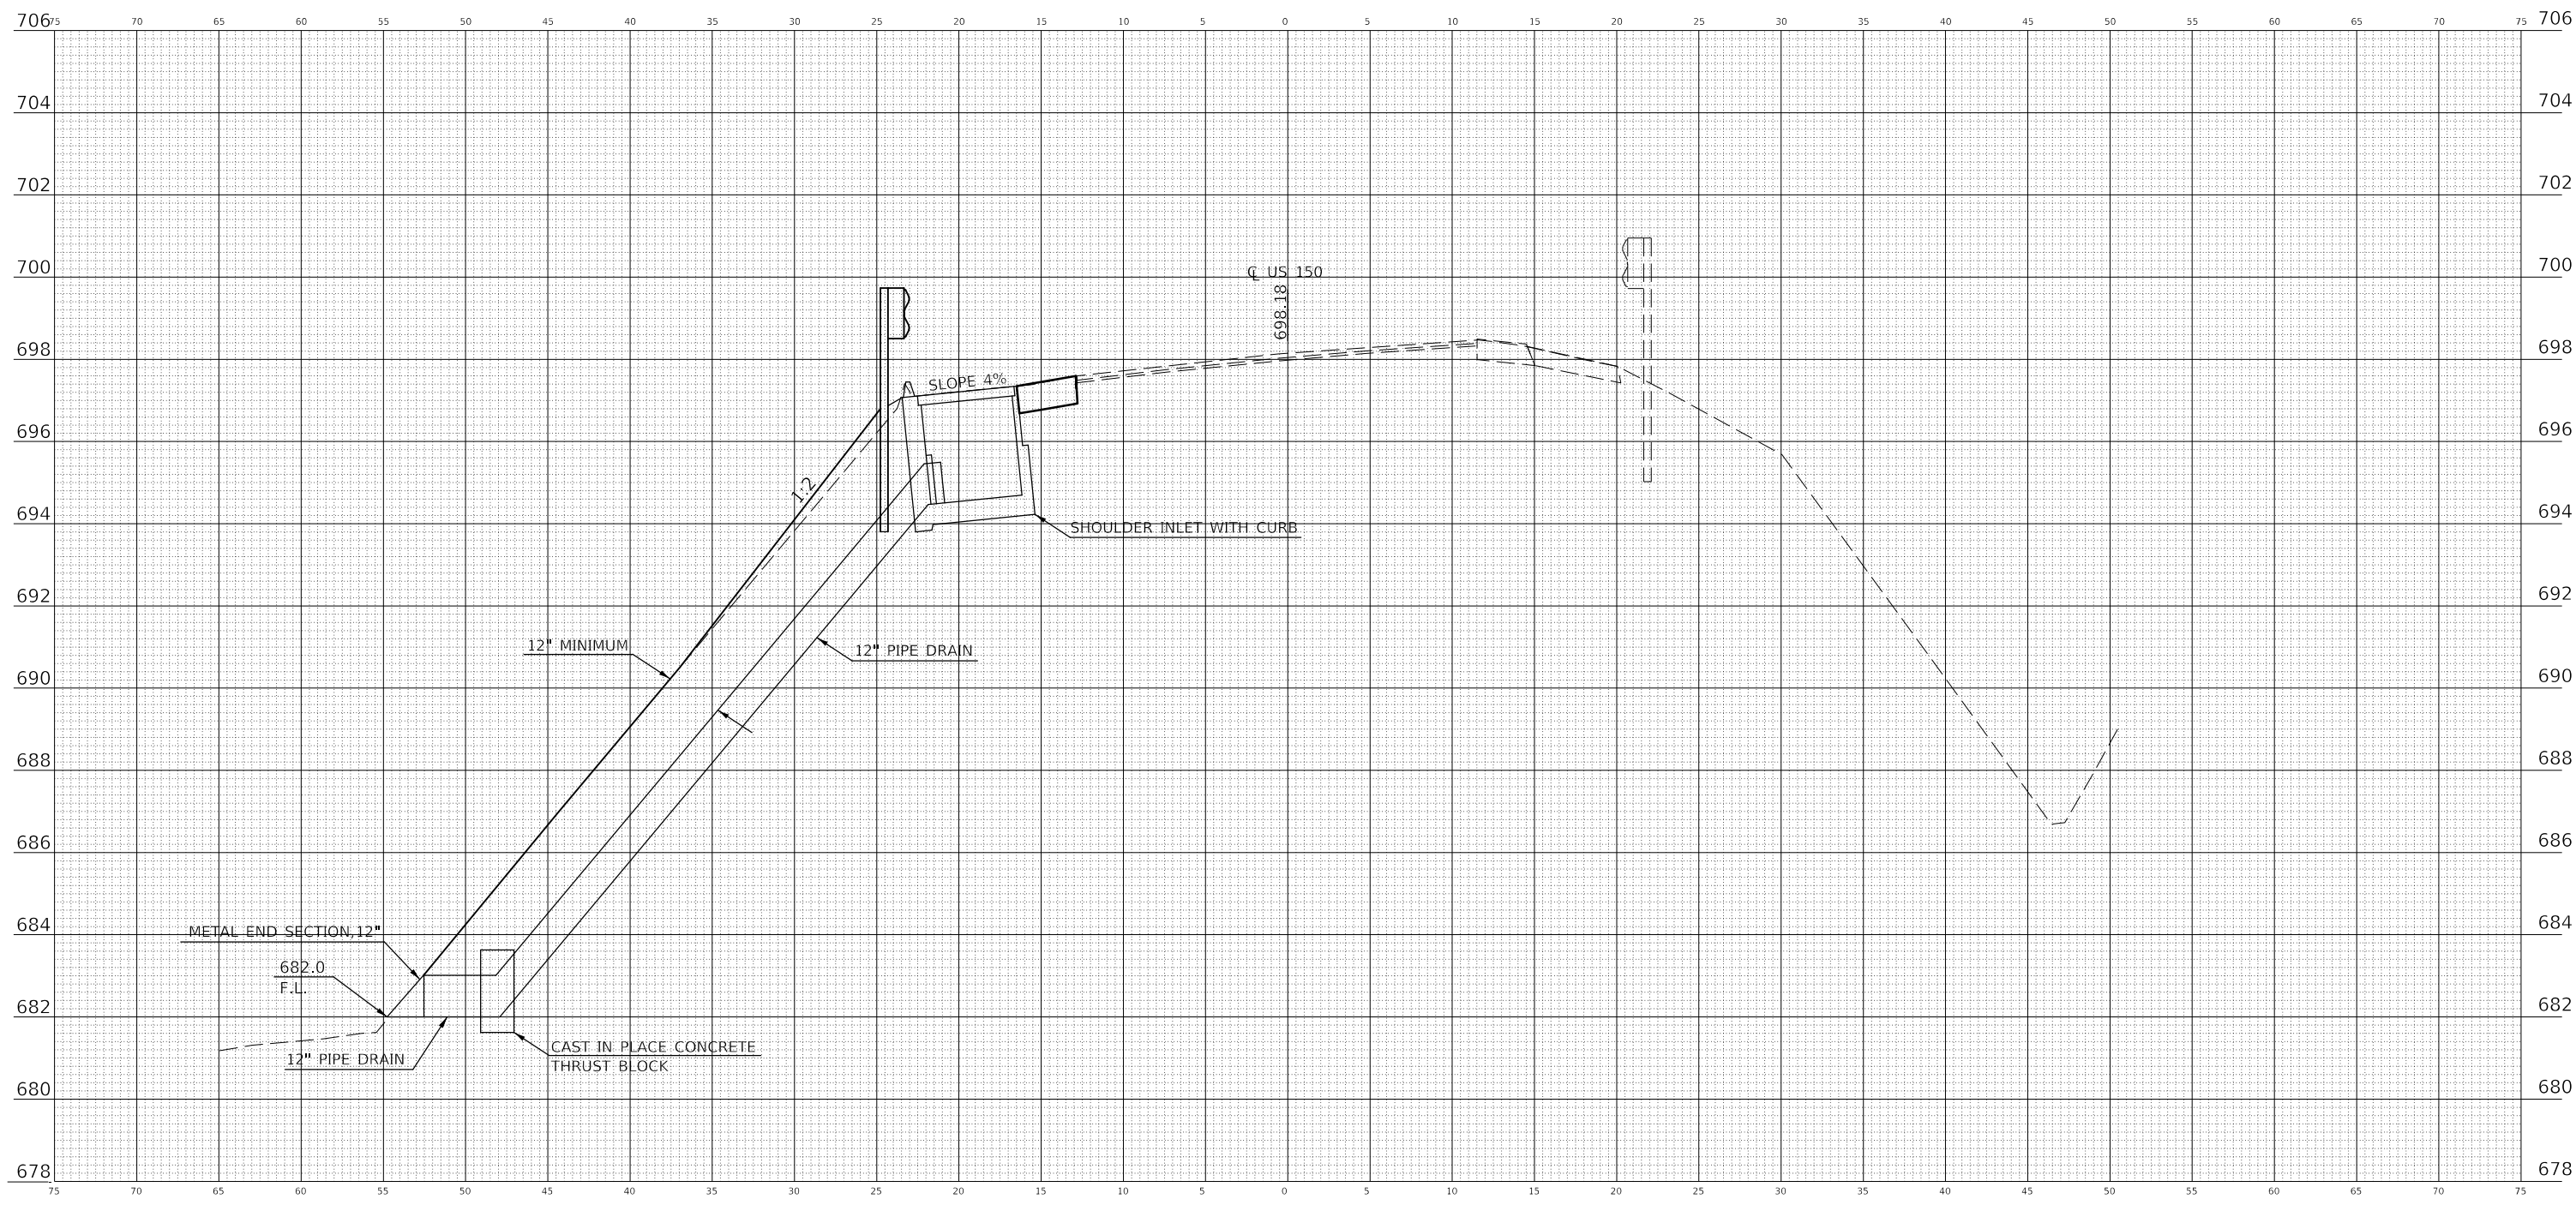 75 70 65 60 55 50 45 40 35 30 25 20 15 10 5 0 5 10 15 20 25 30 35 40 45 50 55 60 65 70 75
706 706
704 704
702 702
700 700
℄ US 150
698.18
698 698
SLOPE 4%
696 696
1:2
694 694
SHOULDER INLET WITH CURB
692 692
12" MINIMUM
12" PIPE DRAIN
690 690
688 688
686 686
684 684
METAL END SECTION,12"
682.0
F.L.
682 682
CAST IN PLACE CONCRETE
THRUST BLOCK
12" PIPE DRAIN
680 680
678 678
75 70 65 60 55 50 45 40 35 30 25 20 15 10 5 0 5 10 15 20 25 30 35 40 45 50 55 60 65 70 75